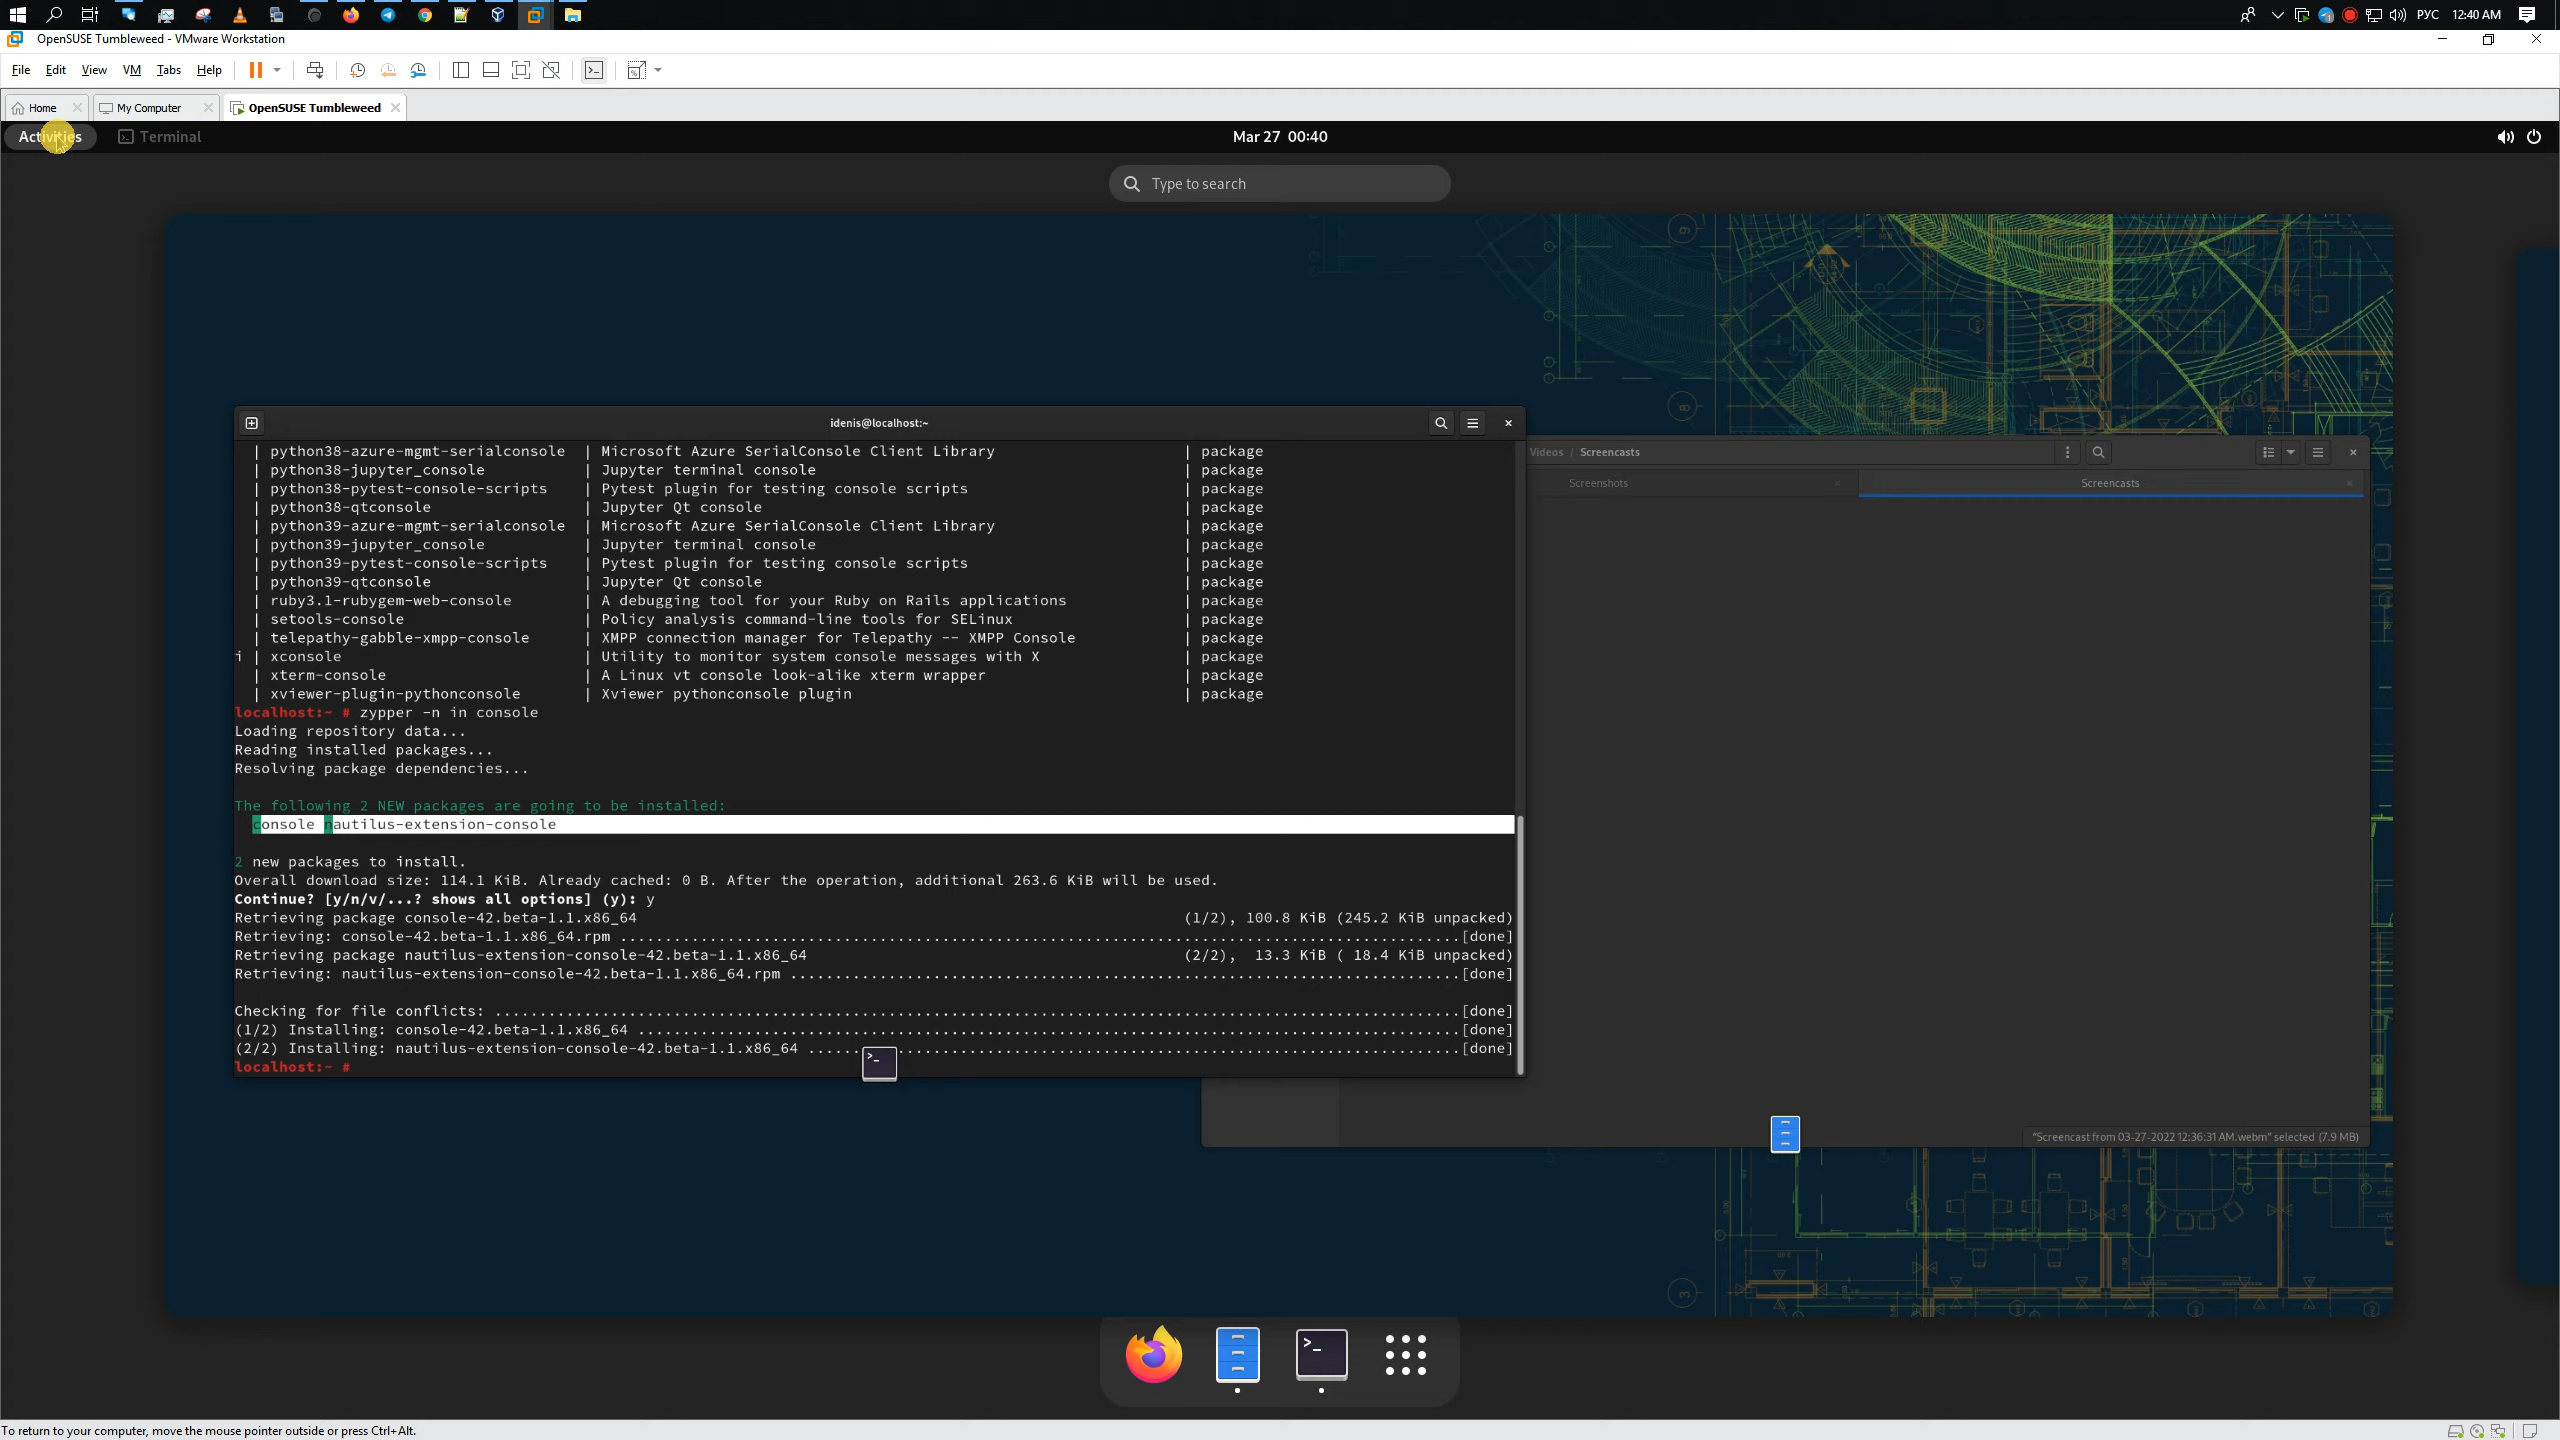 РУС 12:40 AM
OpenSUSE Tumbleweed - VMware Workstation
File Edit View VM Tabs Help
Home My Computer OpenSUSE Tumbleweed
Activities Terminal Mar 27 00:40
Type to search
idenis@localhost:~
| python38-azure-mgmt-serialconsole | Microsoft Azure SerialConsole Client Library | package
| python38-jupyter_console | Jupyter terminal console | package
| python38-pytest-console-scripts | Pytest plugin for testing console scripts | package
| python38-qtconsole | Jupyter Qt console | package
| python39-azure-mgmt-serialconsole | Microsoft Azure SerialConsole Client Library | package
| python39-jupyter_console | Jupyter terminal console | package
| python39-pytest-console-scripts | Pytest plugin for testing console scripts | package
| python39-qtconsole | Jupyter Qt console | package
| ruby3.1-rubygem-web-console | A debugging tool for your Ruby on Rails applications | package
| setools-console | Policy analysis command-line tools for SELinux | package
| telepathy-gabble-xmpp-console | XMPP connection manager for Telepathy -- XMPP Console | package
i | xconsole | Utility to monitor system console messages with X | package
| xterm-console | A Linux vt console look-alike xterm wrapper | package
| xviewer-plugin-pythonconsole | Xviewer pythonconsole plugin | package
localhost:~ # zypper -n in console
Loading repository data...
Reading installed packages...
Resolving package dependencies...
The following 2 NEW packages are going to be installed:
console nautilus-extension-console
2 new packages to install.
Overall download size: 114.1 KiB. Already cached: 0 B. After the operation, additional 263.6 KiB will be used.
Continue? [y/n/v/...? shows all options] (y): y
Retrieving package console-42.beta-1.1.x86_64 (1/2), 100.8 KiB (245.2 KiB unpacked)
Retrieving: console-42.beta-1.1.x86_64.rpm ....................[done]
Retrieving package nautilus-extension-console-42.beta-1.1.x86_64 (2/2), 13.3 KiB ( 18.4 KiB unpacked)
Retrieving: nautilus-extension-console-42.beta-1.1.x86_64.rpm ....................[done]
Checking for file conflicts: ....................[done]
(1/2) Installing: console-42.beta-1.1.x86_64 ....................[done]
(2/2) Installing: nautilus-extension-console-42.beta-1.1.x86_64 ....................[done]
localhost:~ #
Videos / Screencasts
Screenshots Screencasts
"Screencast from 03-27-2022 12:36:31 AM.webm" selected (7.9 MB)
To return to your computer, move the mouse pointer outside or press Ctrl+Alt.